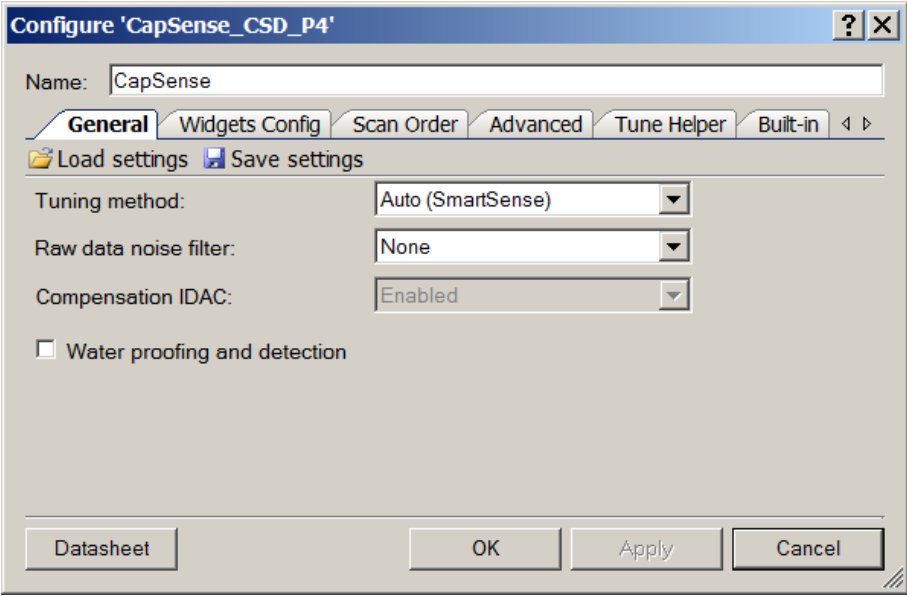 Configure 'CapSense_CSD_P4'
Name: CapSense
General Widgets Config Scan Order Advanced Tune Helper Built-in
Load settings Save settings
Tuning method: Auto (SmartSense)
Raw data noise filter: None
Compensation IDAC: Enabled
Water proofing and detection
Datasheet OK Apply Cancel